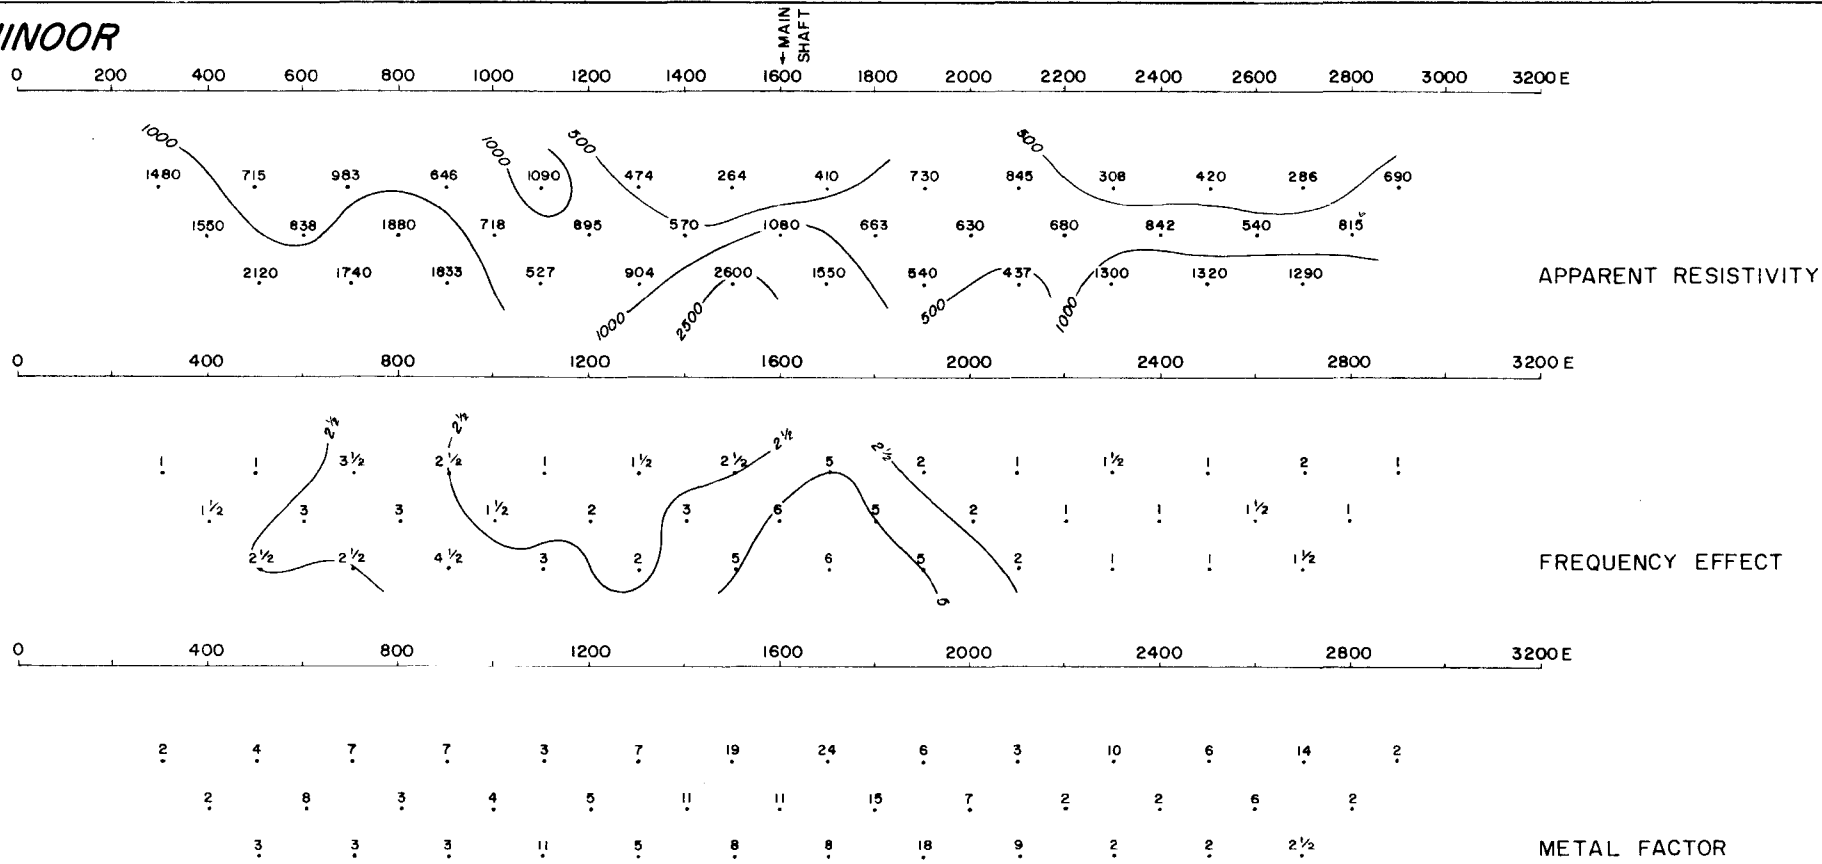 INOOR
←MAIN SHAFT
0 200 400 600 800 1000 1200 1400 1600 1800 2000 2200 2400 2600 2800 3000 3200 E
1000 1000 500 500
1480 715 983 646 1090 474 264 410 730 845 308 420 286 690
1550 838 1880 718 895 570 1080 663 630 680 842 540 815
2120 1740 1833 527 904 2600 1550 540 437 1300 1320 1290
APPARENT RESISTIVITY
1000 2500 500 1000
0 400 800 1200 1600 2000 2400 2800 3200 E
2½ 2½ 2½ 2½
1 1 3½ 2½ 1 1½ 2½ 5 2 1 1½ 1 2 1
1½ 3 3 1½ 2 3 6 5 2 1 1 1½ 1
2½ 2½ 4½ 3 2 5 6 5 2 1 1 1½
FREQUENCY EFFECT
0 400 800 1200 1600 2000 2400 2800 3200 E
2 4 7 7 3 7 19 24 6 3 10 6 14 2
2 8 3 4 5 11 11 15 7 2 2 6 2
3 3 3 11 5 8 8 18 9 2 2 2½
METAL FACTOR